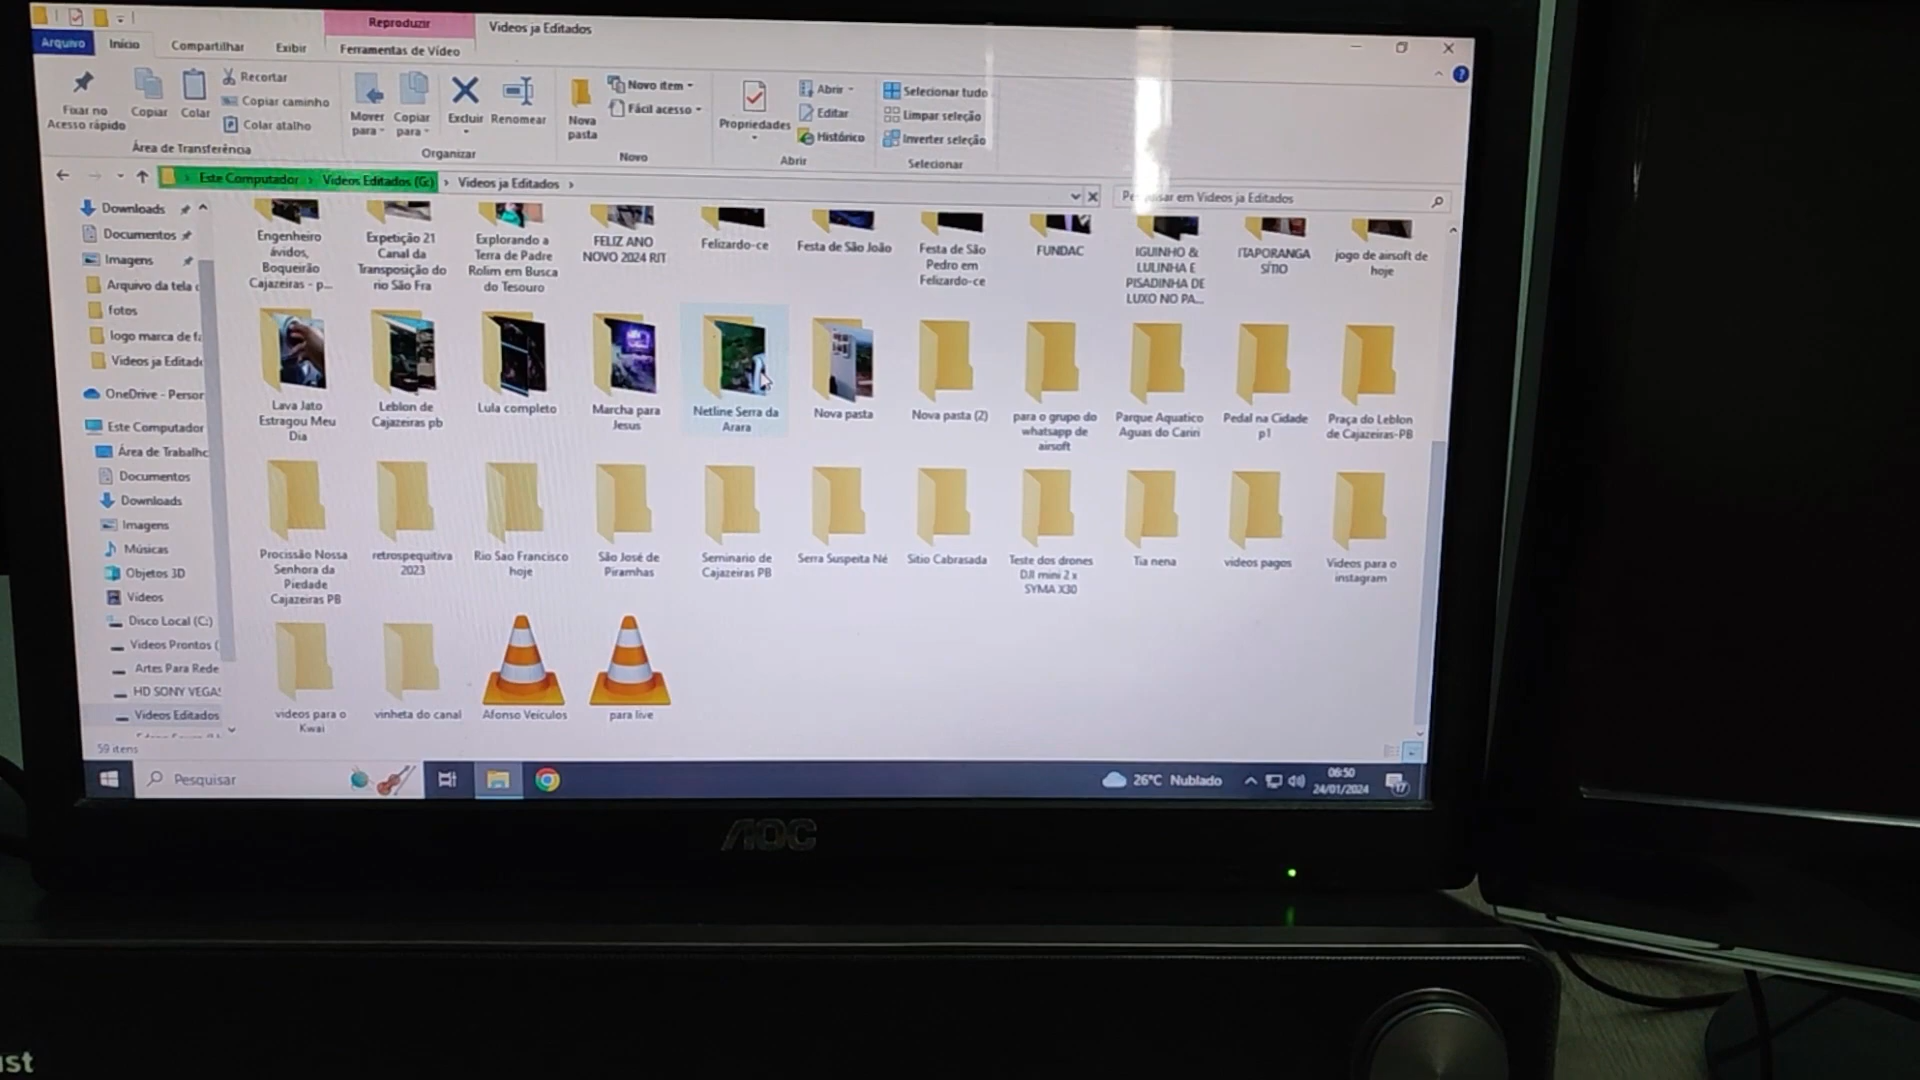 Reproduzir
Videos ja Editados
Arquivo
Início
Compartilhar
Exibir
Ferramentas de Vídeo
Fixar no
Acesso rápido
Copiar
Colar
Recortar
Copiar caminho
Colar atalho
Área de Transferência
Mover
para
Copiar
para
Excluir
Renomear
Organizar
Nova
pasta
Novo item
Fácil acesso
Novo
Propriedades
Abrir
Editar
Histórico
Abrir
Selecionar tudo
Limpar seleção
Inverter seleção
Selecionar
Este Computador
Videos Editados (G:)
Videos ja Editados
em Videos ja Editados
Downloads
Documentos
Imagens
Arquivo da tela
fotos
logo marca de
Videos ja
OneDrive -
Este Computador
Área de
Documentos
Downloads
Imagens
Músicas
Objetos 3D
Vídeos
Disco Local (C:)
Videos Prontos (
Artes Para Rede
HD SONY
Videos Editados
Engenheiro
ávidos,
Boqueirão
Cajazeiras - p...
Expetição 21
Canal da
Transposição do
rio São Fra
Explorando a
Terra de Padre
Rolim em Busca
do Tesouro
FELIZ ANO
NOVO 2024 RJT
Felizardo-ce
Festa de São João
Festa de São
Pedro em
Felizardo-ce
FUNDAC
IGUINHO &
LULINHA E
PISADINHA DE
LUXO NO PA...
ITAPORANGA
SÍTIO
jogo de airsoft de
hoje
Lava Jato
Estragou Meu
Dia
Leblon de
Cajazeiras pb
Lula completo
Marcha para
Jesus
Netline Serra da
Arara
Nova pasta
Nova pasta (2)
para o grupo do
whatsapp de
airsoft
Parque Aquatico
Aguas do Cariri
Pedal na Cidade
p1
Praça do Leblon
de Cajazeiras-PB
Procissão Nossa
Senhora da
Piedade
Cajazeiras PB
retrospequitiva
2023
Rio Sao Francisco
hoje
São José de
Piramhas
Seminario de
Cajazeiras PB
Serra Suspeita Né
Sitio Cabrasada
Teste dos drones
DJI mini 2 x
SYMA X30
Tia nena
videos pagos
Videos para o
instagram
videos para o
Kwai
vinheta do canal
Afonso Veiculos
para live
59 itens
Pesquisar
26°C Nublado
06:50
24/01/2024
17
AOC
ust